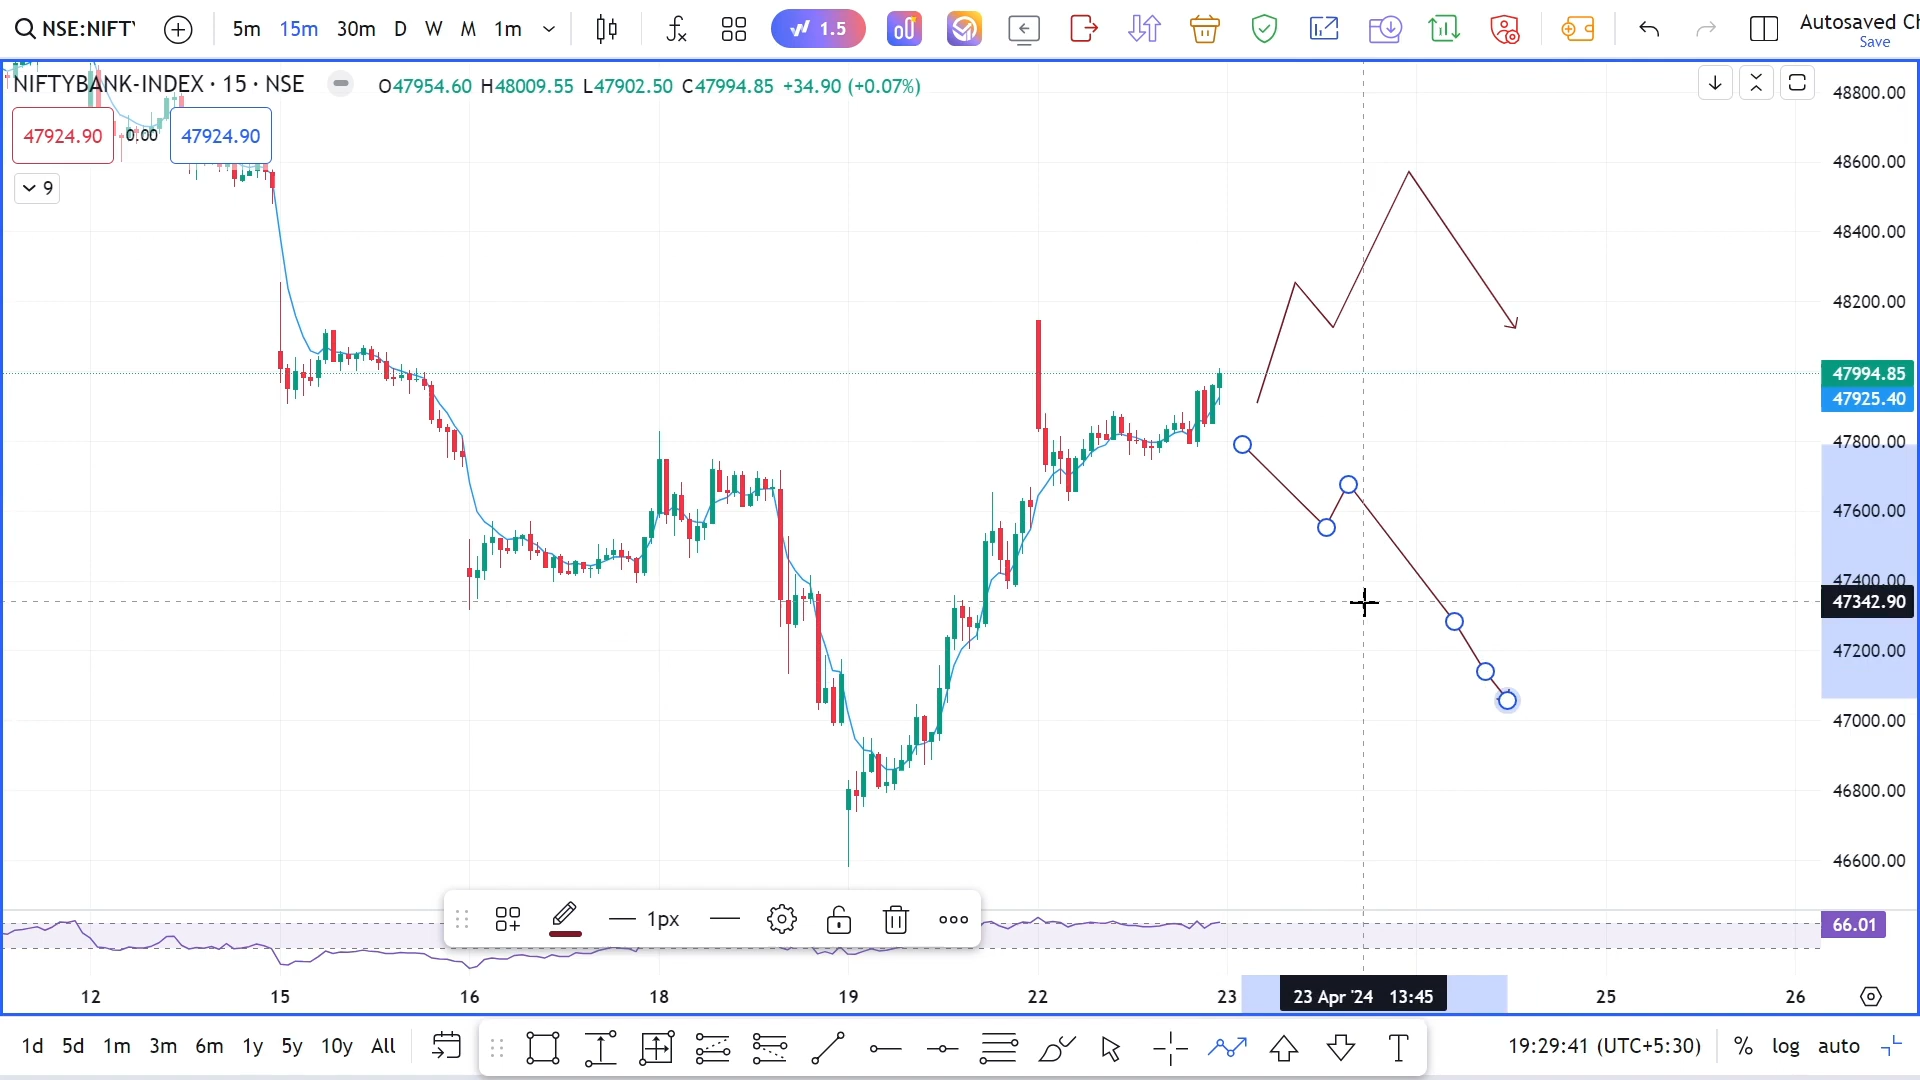 NSE:NIFTY 5m 15m 30m D W M 1m 1.5 Autosaved Ch
Save
NIFTYBANK-INDEX · 15 · NSE O47954.60 H48009.55 L47902.50 C47994.85 +34.90 (+0.07%)
47924.90 0.00 47924.90
9
48800.00
48600.00
48400.00
48200.00
47994.85
47925.40
47800.00
47600.00
47400.00
47342.90
47200.00
47000.00
46800.00
46600.00
1px
66.01
12 15 16 18 19 22 23 23 Apr '24 13:45 25 26
1d 5d 1m 3m 6m 1y 5y 10y All T 19:29:41 (UTC+5:30) % log auto